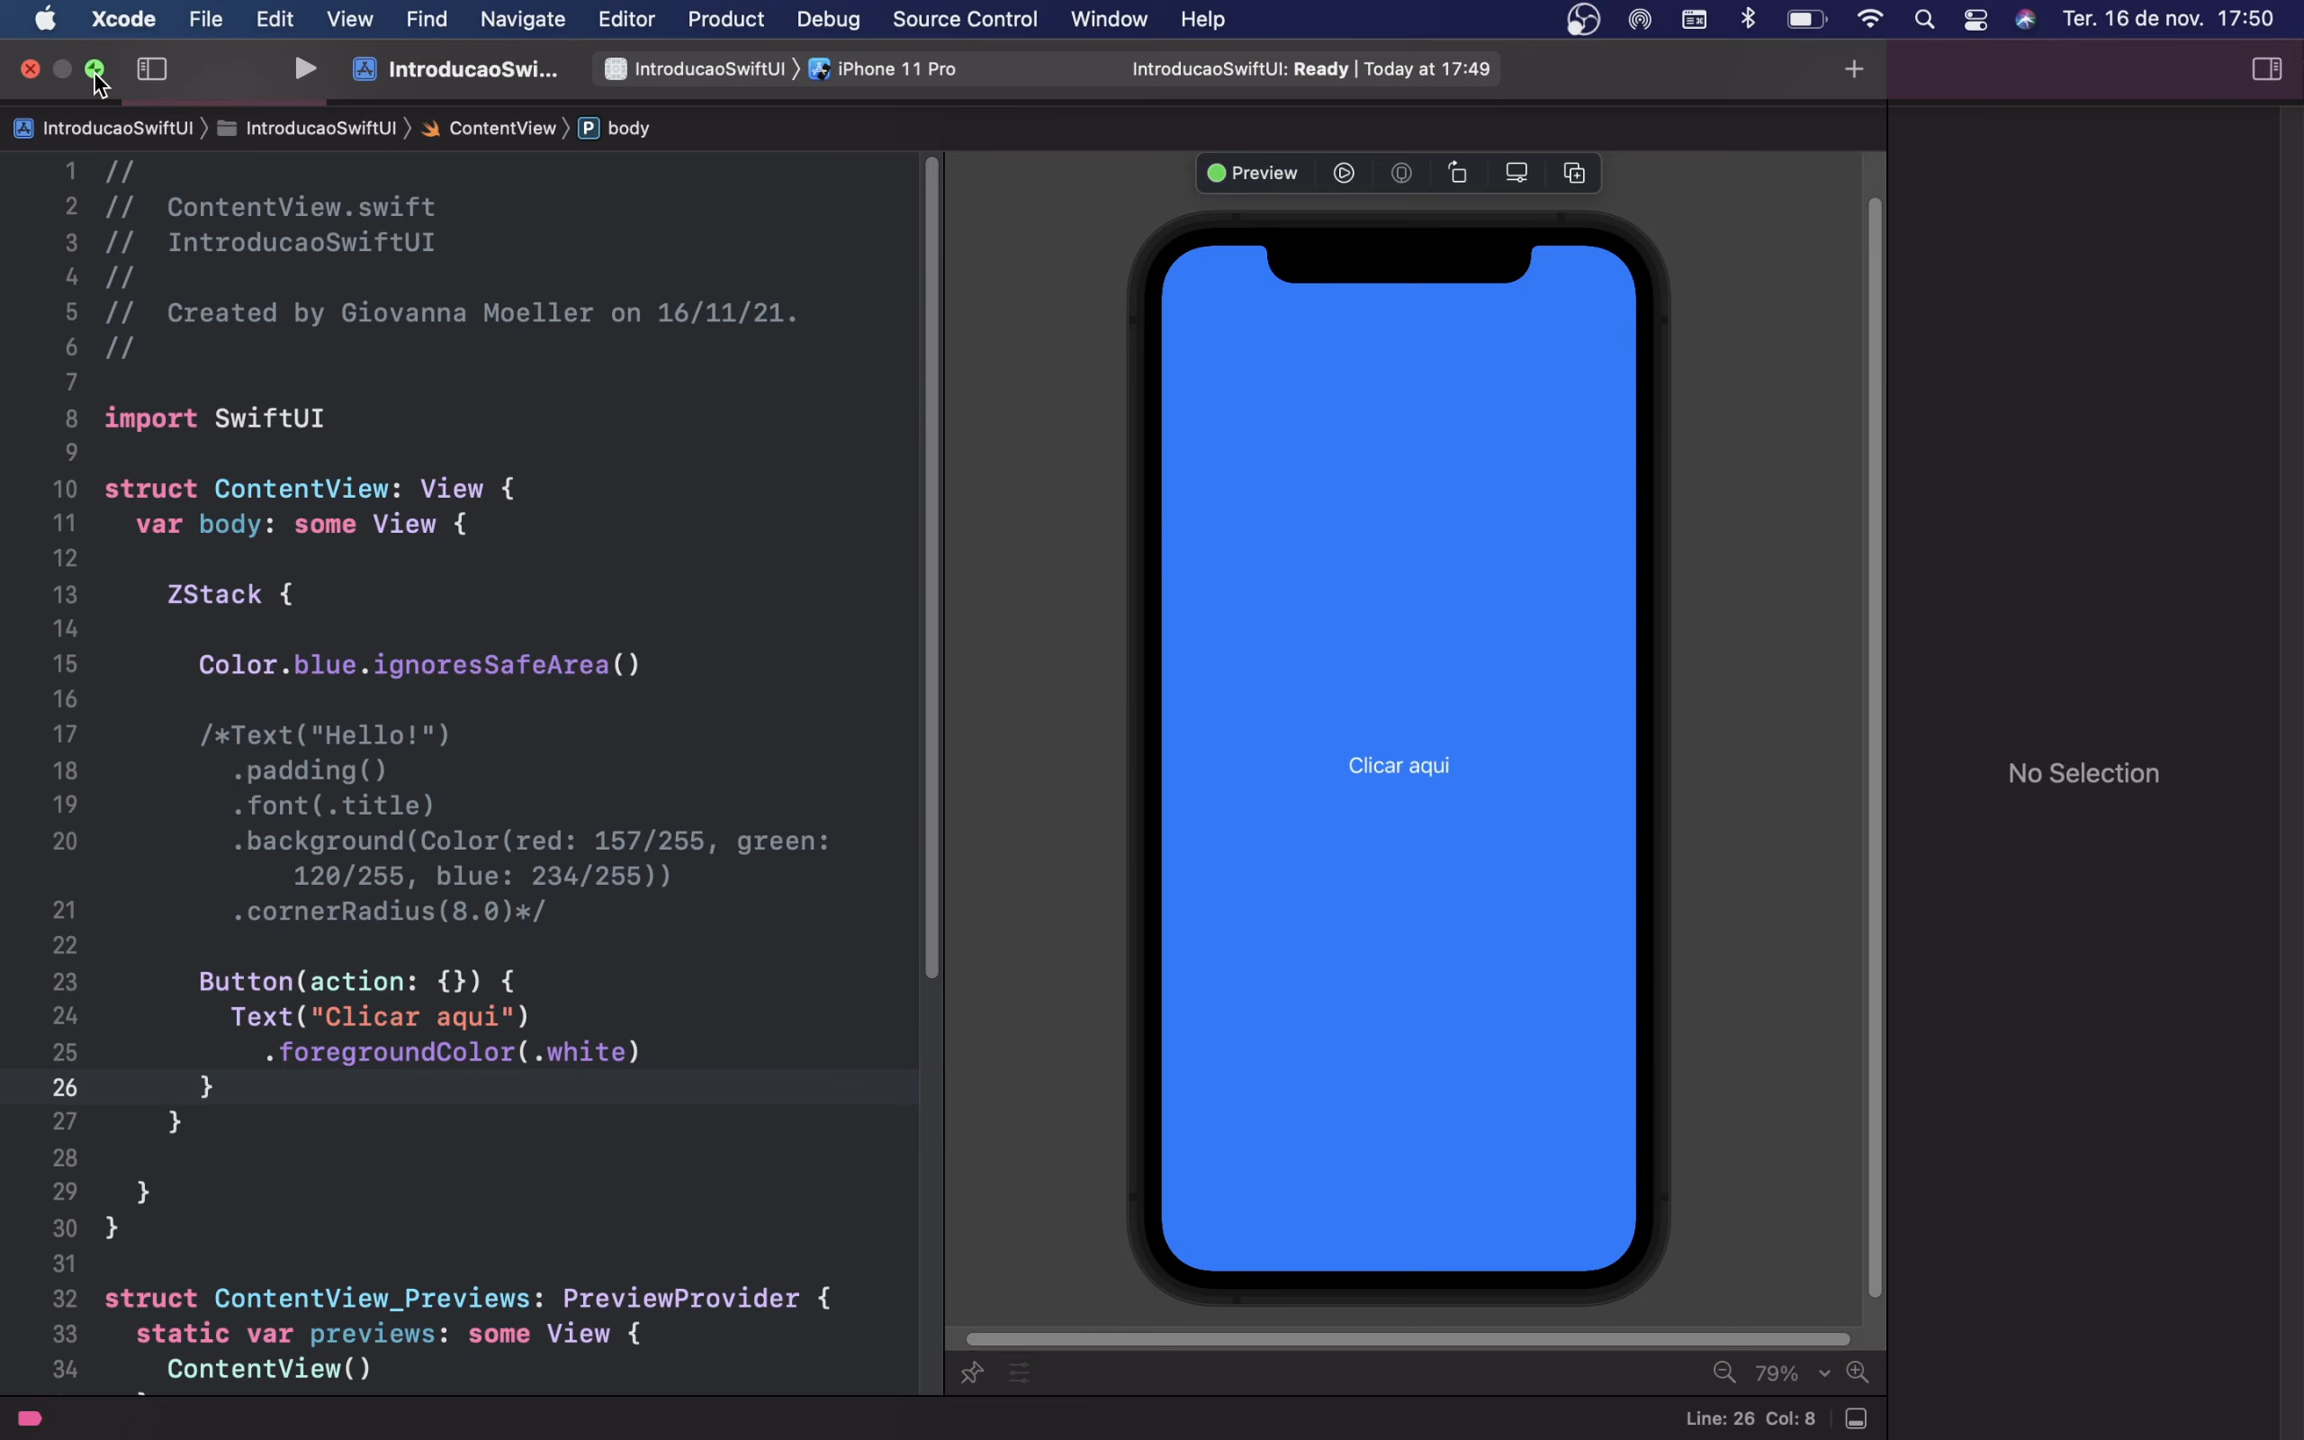 Xcode File Edit View Find Navigate Editor Product Debug Source Control Window Help Ter. 16 de nov. 17:50
IntroducaoSwi... IntroducaoSwiftUI 〉 iPhone 11 Pro IntroducaoSwiftUI: Ready | Today at 17:49
IntroducaoSwiftUI 〉 IntroducaoSwiftUI 〉 ContentView 〉 P body
1 //
2 //  ContentView.swift
3 //  IntroducaoSwiftUI
4 //
5 //  Created by Giovanna Moeller on 16/11/21.
6 //
7
8 import SwiftUI
9
10 struct ContentView: View {
11   var body: some View {
12
13     ZStack {
14
15       Color.blue.ignoresSafeArea()
16
17       /*Text("Hello!")
18         .padding()
19         .font(.title)
20         .background(Color(red: 157/255, green:
            120/255, blue: 234/255))
21         .cornerRadius(8.0)*/
22
23       Button(action: {}) {
24         Text("Clicar aqui")
25           .foregroundColor(.white)
26       }
27     }
28
29   }
30 }
31
32 struct ContentView_Previews: PreviewProvider {
33   static var previews: some View {
34     ContentView()
Preview
Clicar aqui
79%
No Selection
Line: 26 Col: 8